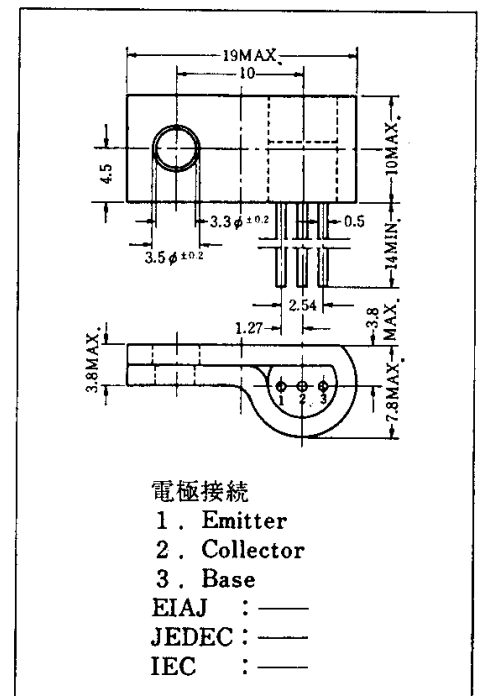 19MAX.
10
4.5
10MAX.
3.3φ±0.2
0.5
3.5φ±0.2
14MIN.
2.54
1.27
3.8 MAX.
3.8MAX.
7.8MAX.
1 2 3
電極接続
1．Emitter
2．Collector
3．Base
EIAJ ：——
JEDEC：——
IEC ：——